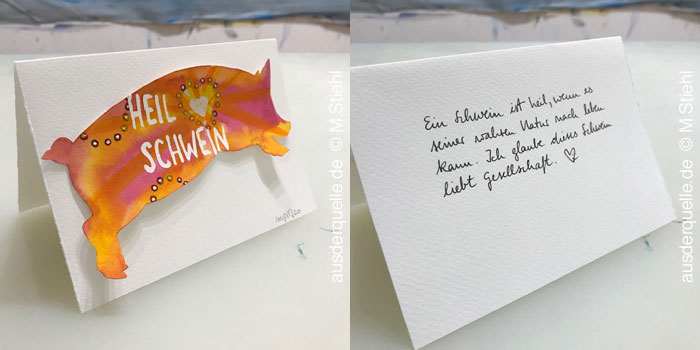 HEIL
SCHWEIN
Ein Schwein ist heil, wenn es
seiner wahren Natur nach leben
kann. Ich glaube dieses Schwein
liebt Gesellschaft.
ausderquelle.de © M Stiehl
ausderquelle.de © M Stiehl